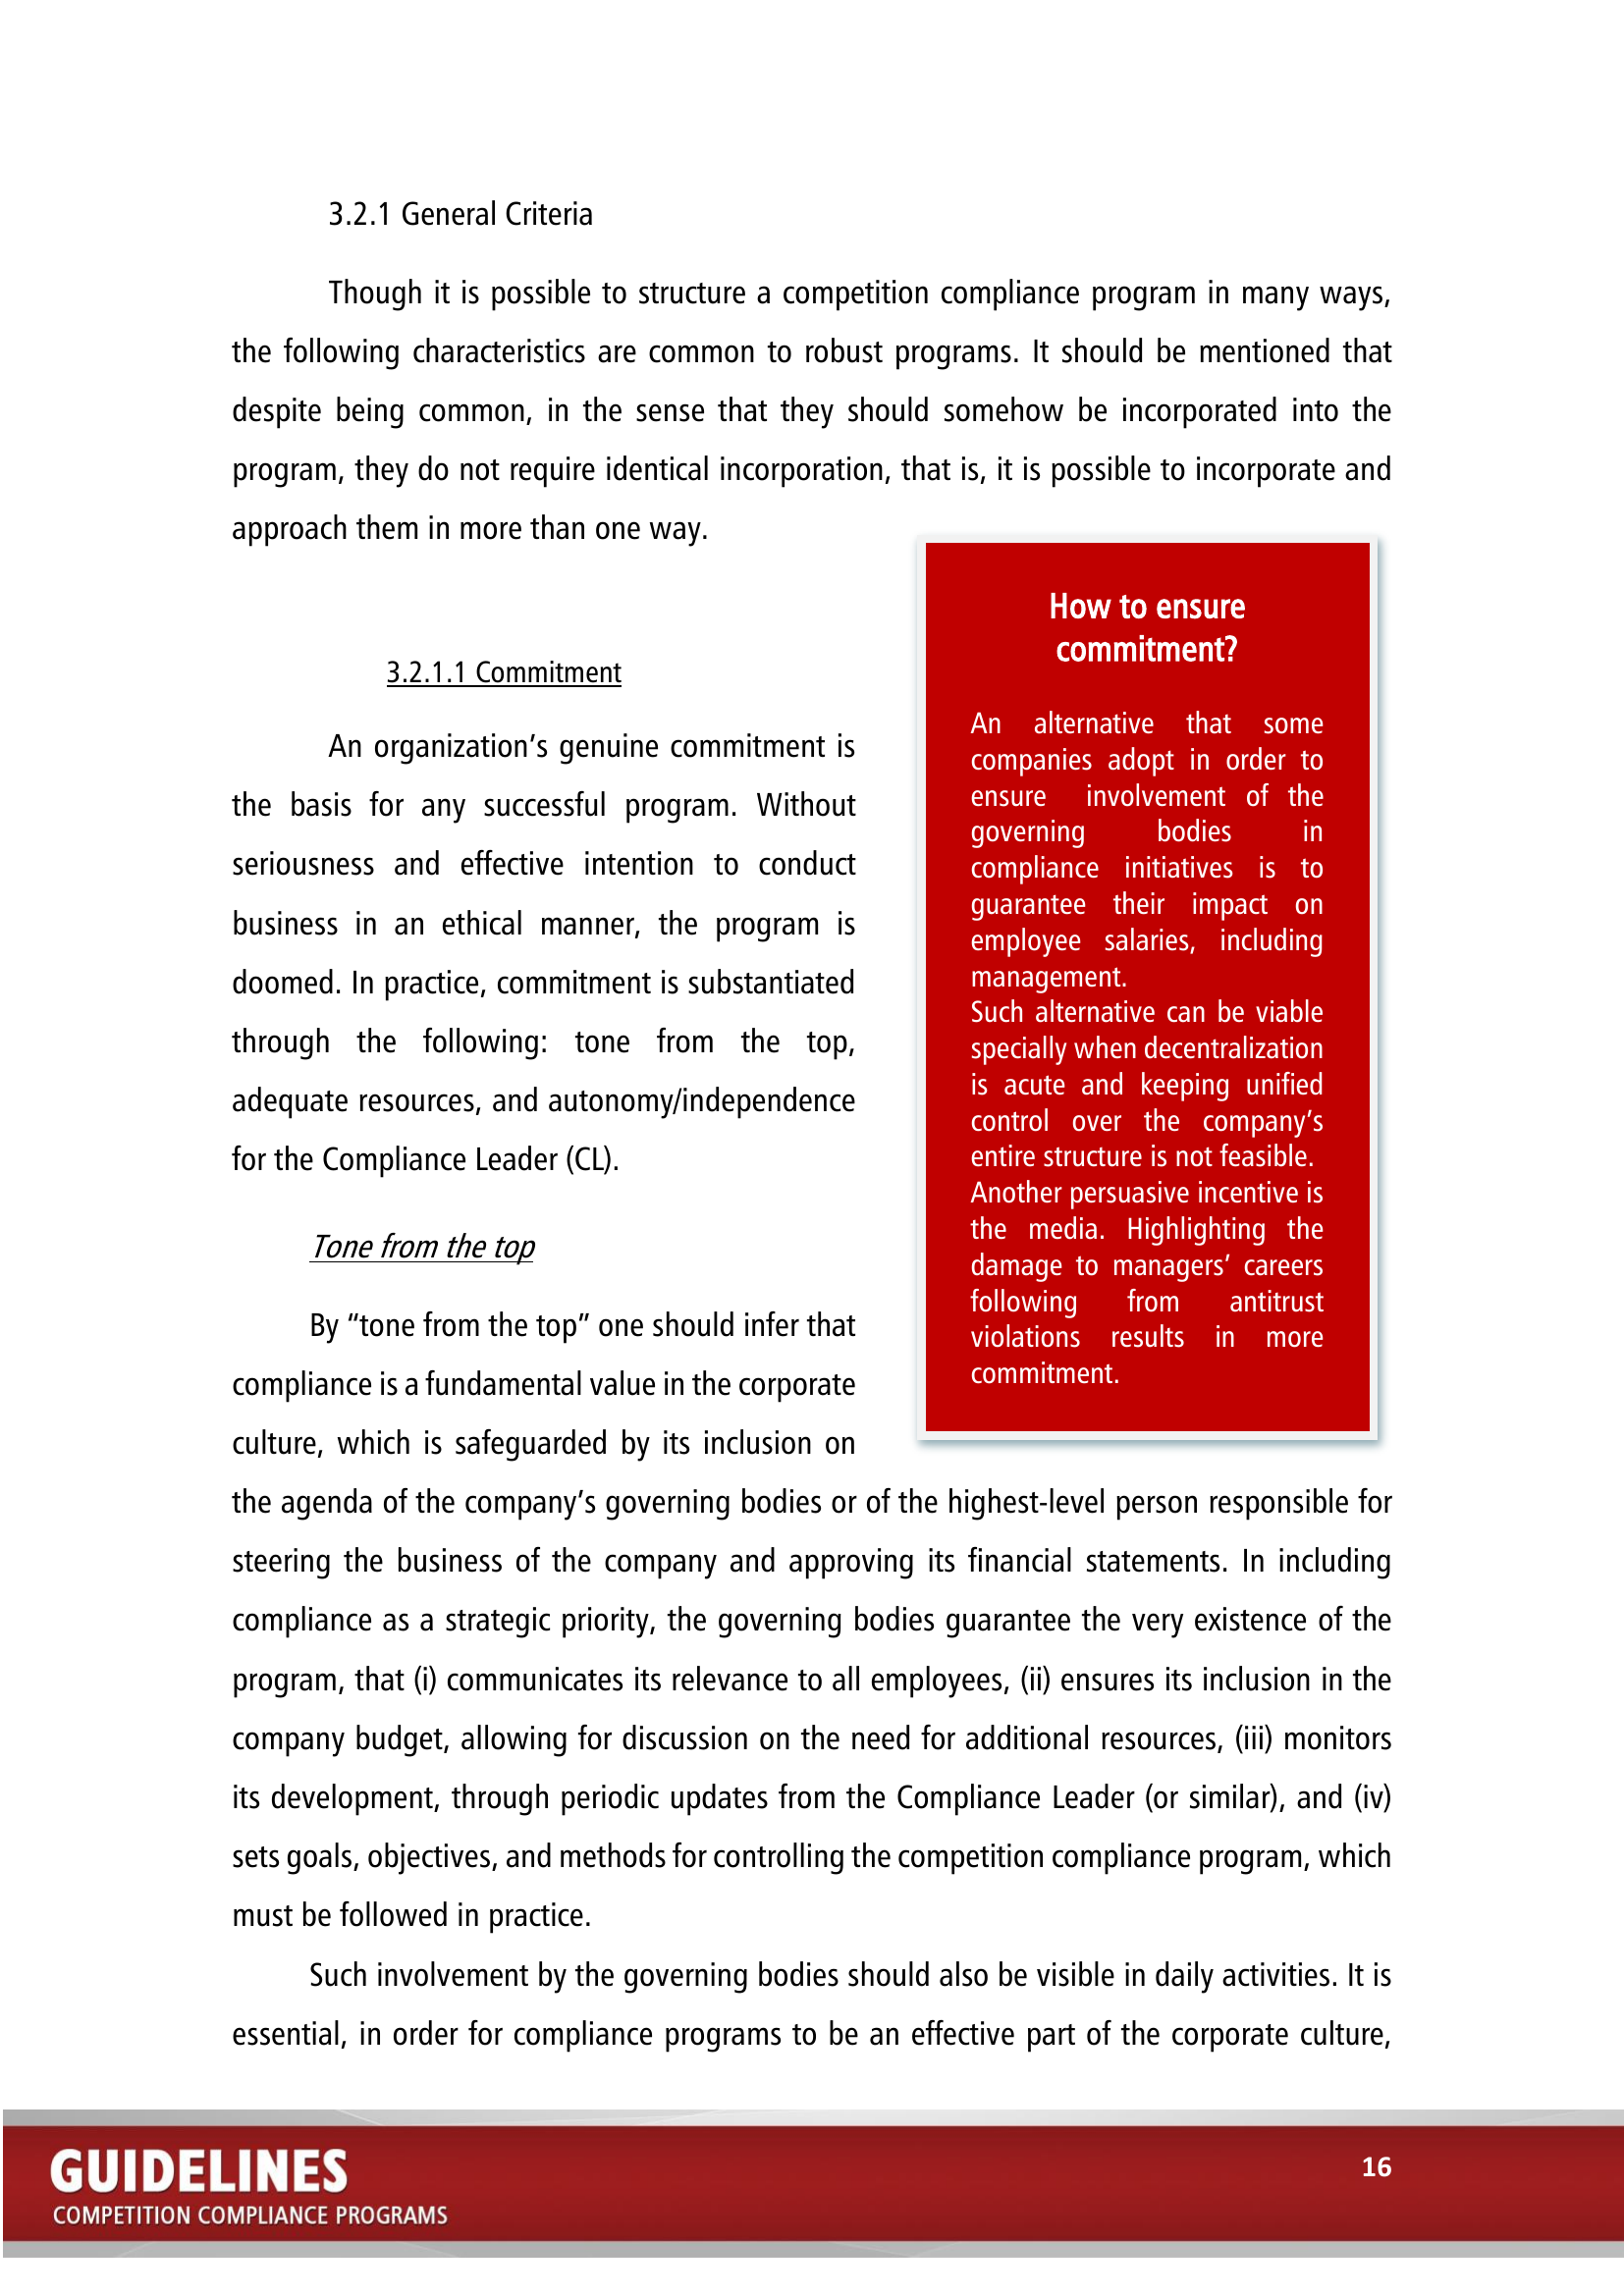 3.2.1 General Criteria
Though it is possible to structure a competition compliance program in many ways,
the following characteristics are common to robust programs. It should be mentioned that
despite being common, in the sense that they should somehow be incorporated into the
program, they do not require identical incorporation, that is, it is possible to incorporate and
approach them in more than one way.
3.2.1.1 Commitment
An organization’s genuine commitment is
the basis for any successful program. Without
seriousness and effective intention to conduct
business in an ethical manner, the program is
doomed. In practice, commitment is substantiated
through the following: tone from the top,
adequate resources, and autonomy/independence
for the Compliance Leader (CL).
How to ensure
commitment?
An alternative that some
companies adopt in order to
ensure involvement of the
governing bodies in
compliance initiatives is to
guarantee their impact on
employee salaries, including
management.
Such alternative can be viable
specially when decentralization
is acute and keeping unified
control over the company’s
entire structure is not feasible.
Another persuasive incentive is
the media. Highlighting the
damage to managers’ careers
following from antitrust
violations results in more
commitment.
Tone from the top
By “tone from the top” one should infer that
compliance is a fundamental value in the corporate
culture, which is safeguarded by its inclusion on
the agenda of the company’s governing bodies or of the highest-level person responsible for
steering the business of the company and approving its financial statements. In including
compliance as a strategic priority, the governing bodies guarantee the very existence of the
program, that (i) communicates its relevance to all employees, (ii) ensures its inclusion in the
company budget, allowing for discussion on the need for additional resources, (iii) monitors
its development, through periodic updates from the Compliance Leader (or similar), and (iv)
sets goals, objectives, and methods for controlling the competition compliance program, which
must be followed in practice.
Such involvement by the governing bodies should also be visible in daily activities. It is
essential, in order for compliance programs to be an effective part of the corporate culture,
GUIDELINES
COMPETITION COMPLIANCE PROGRAMS
16